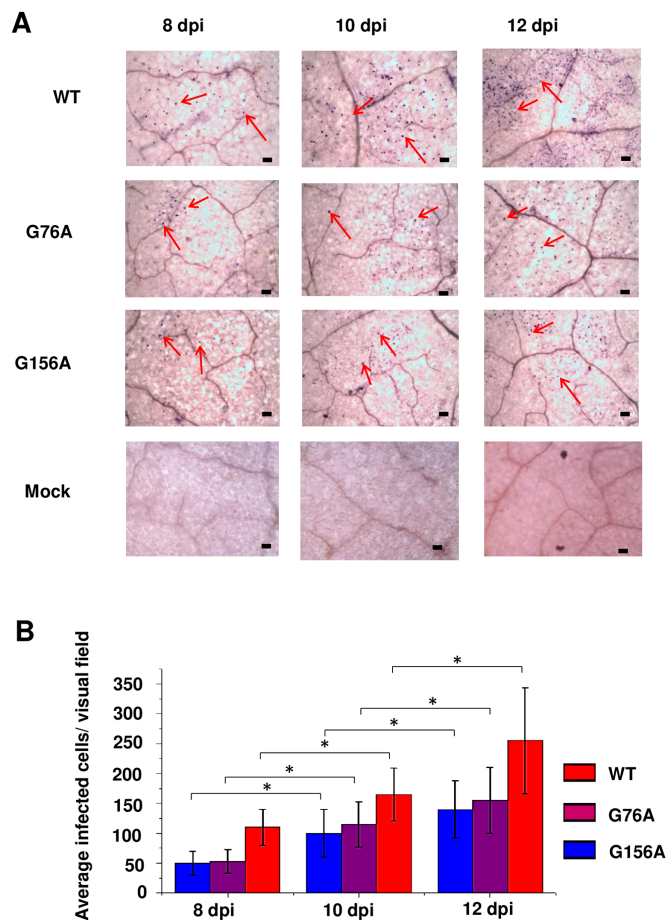 A
8 dpi 10 dpi 12 dpi
WT
G76A
G156A
Mock
B
Average infected cells/ visual field
350
300
250
200
150
100
50
0
* * *
* *
*
8 dpi 10 dpi 12 dpi
WT
G76A
G156A